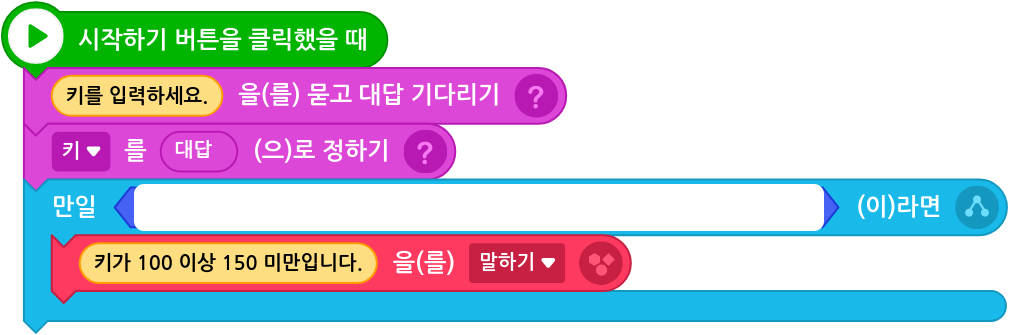 시작하기 버튼을 클릭했을 때
키를 입력하세요. 을(를) 묻고 대답 기다리기 ?
키 를 대답 (으)로 정하기 ?
만일 (이)라면
키가 100 이상 150 미만입니다. 을(를) 말하기